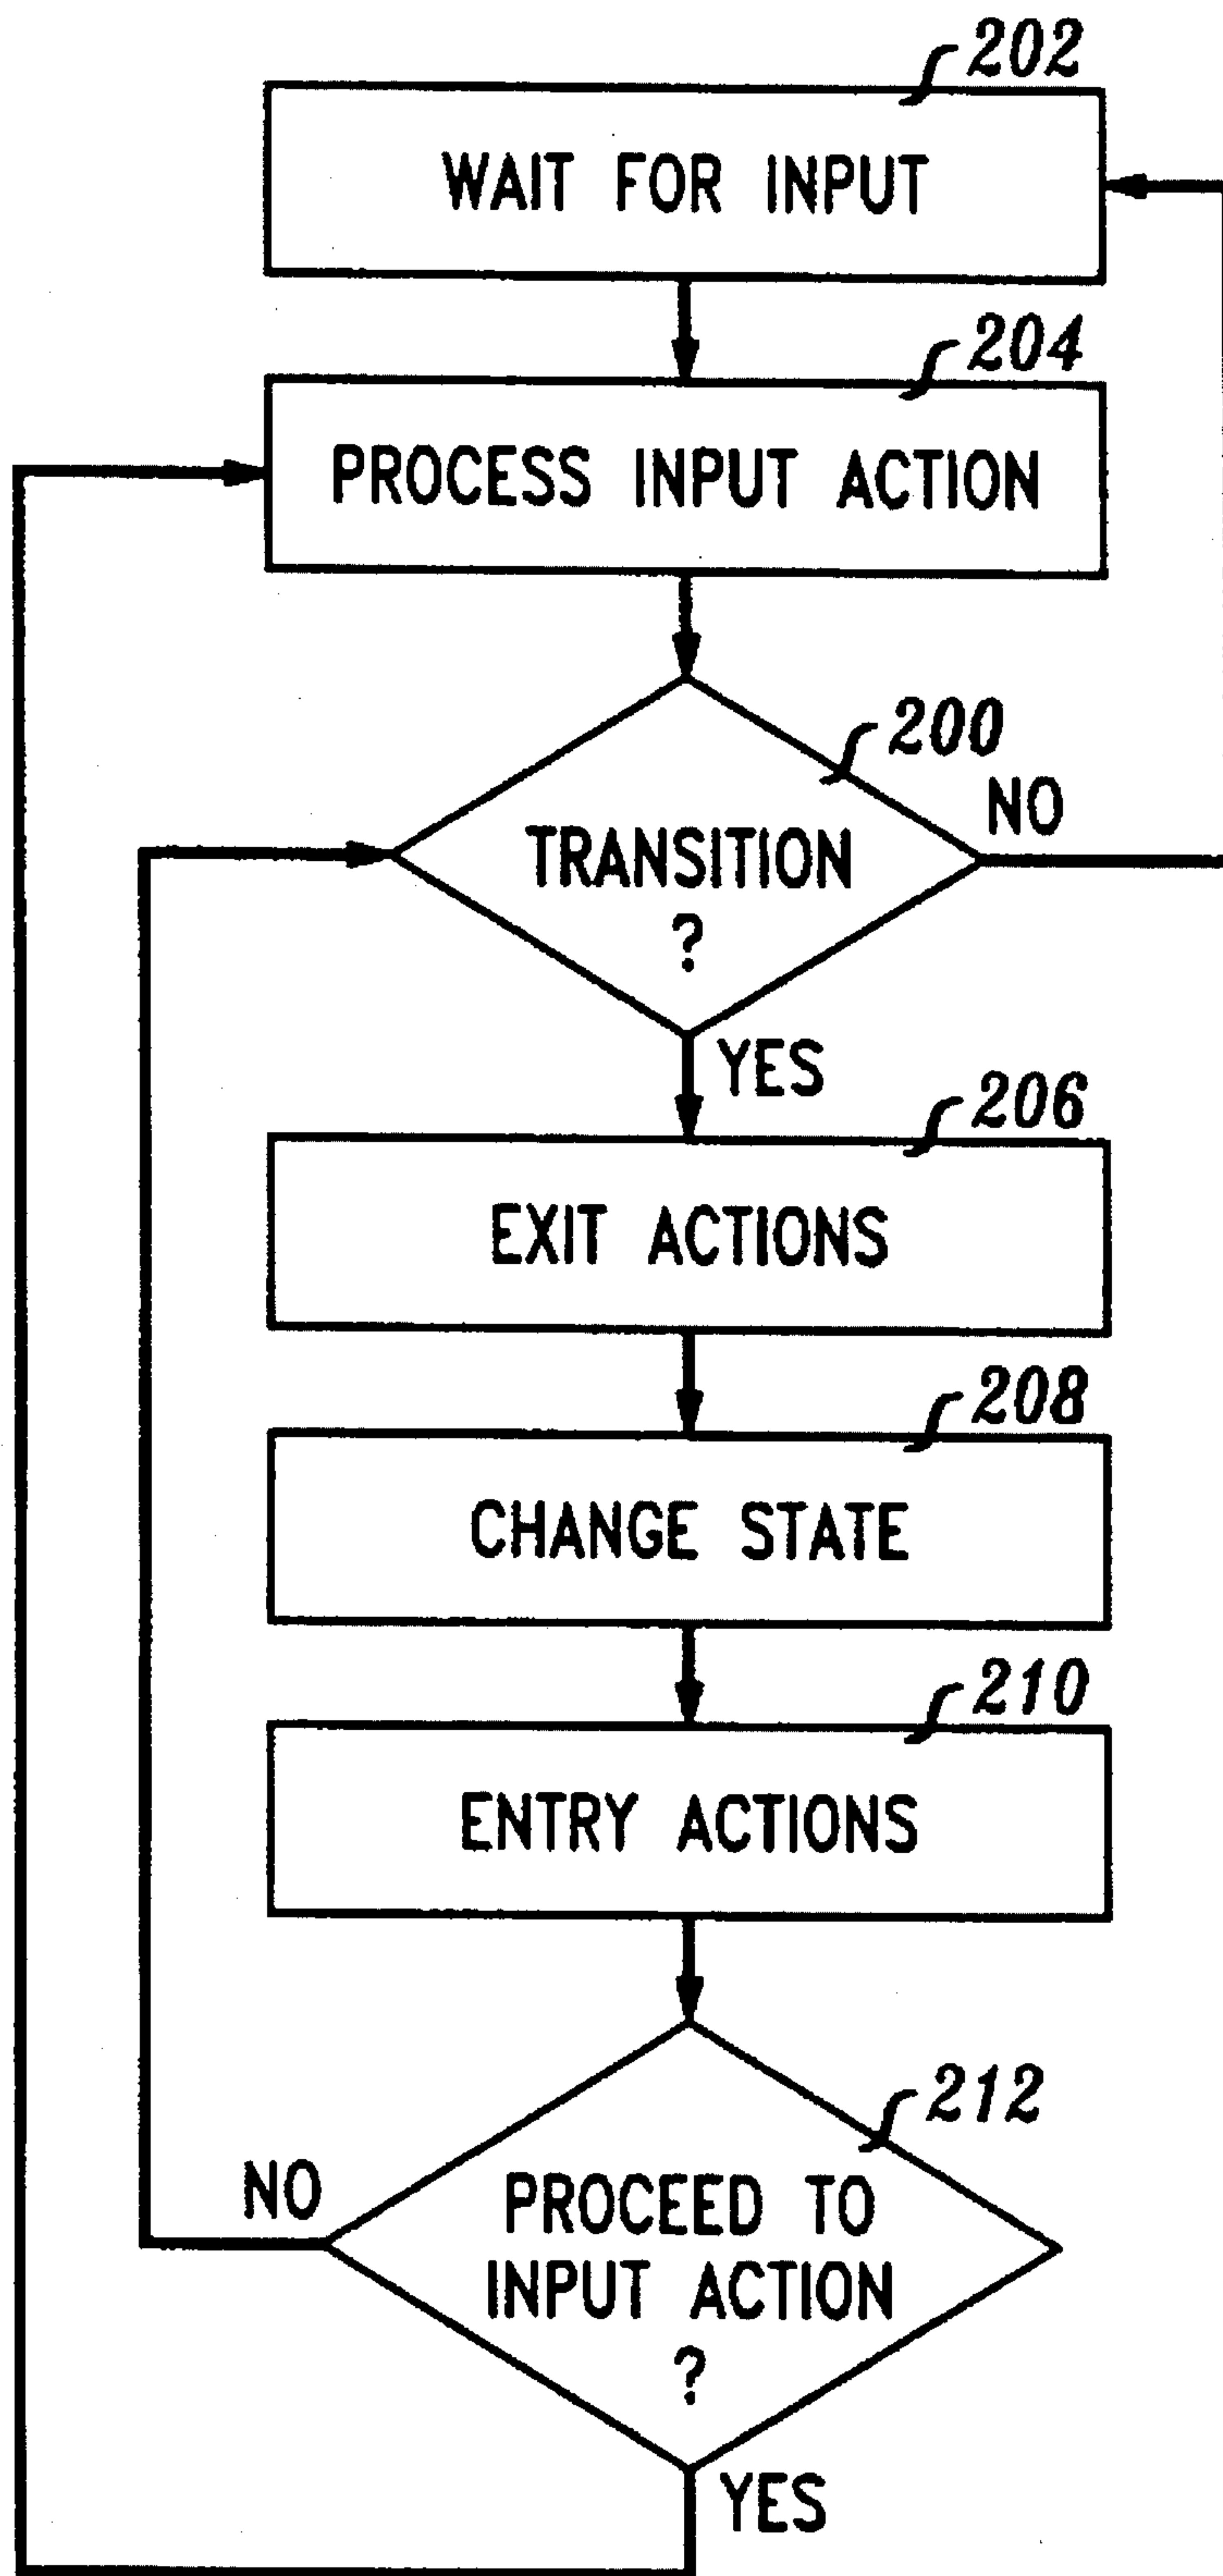 202
WAIT FOR INPUT
204
PROCESS INPUT ACTION
200
NO
TRANSITION
?
YES
206
EXIT ACTIONS
208
CHANGE STATE
210
ENTRY ACTIONS
212
NO
PROCEED TO
INPUT ACTION
?
YES